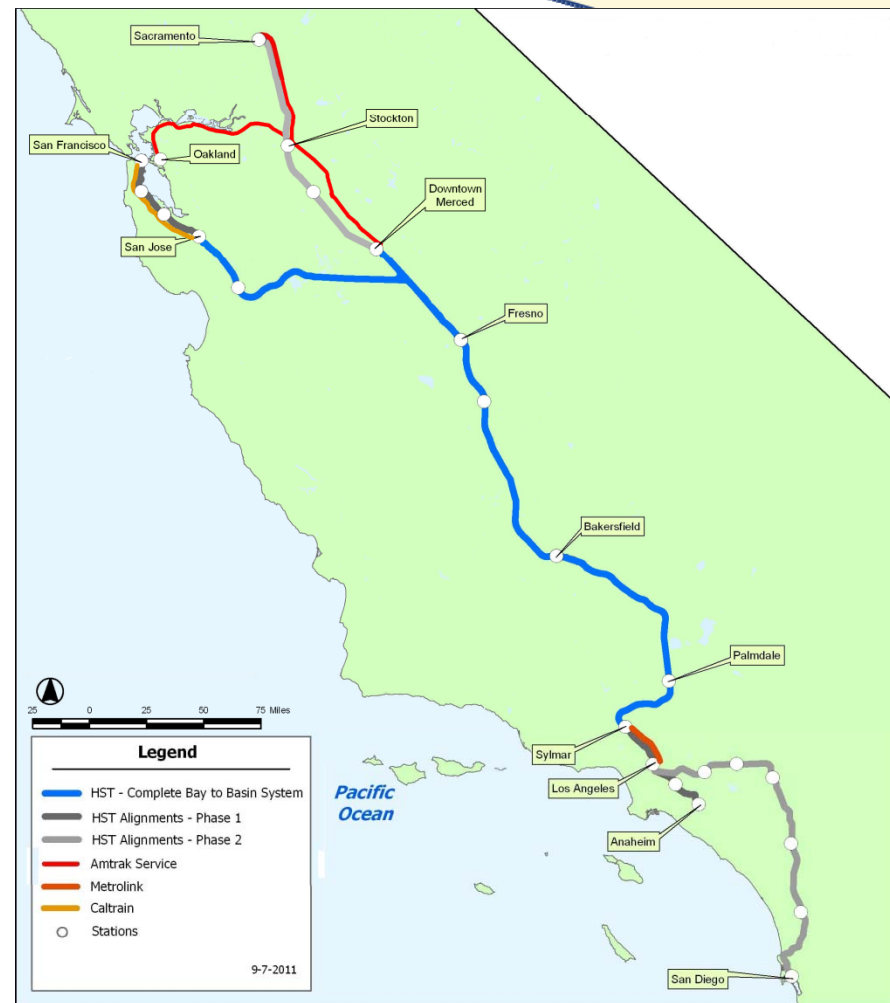 Sacramento
Stockton
San Francisco
Oakland
Downtown
Merced
San Jose
Fresno
Bakersfield
Palmdale
25 0 25 50 75 Miles
Sylmar
Legend
Los Angeles
HST - Complete Bay to Basin System
Pacific
Ocean
HST Alignments - Phase 1
HST Alignments - Phase 2
Anaheim
Amtrak Service
Metrolink
Caltrain
Stations
9-7-2011
San Diego